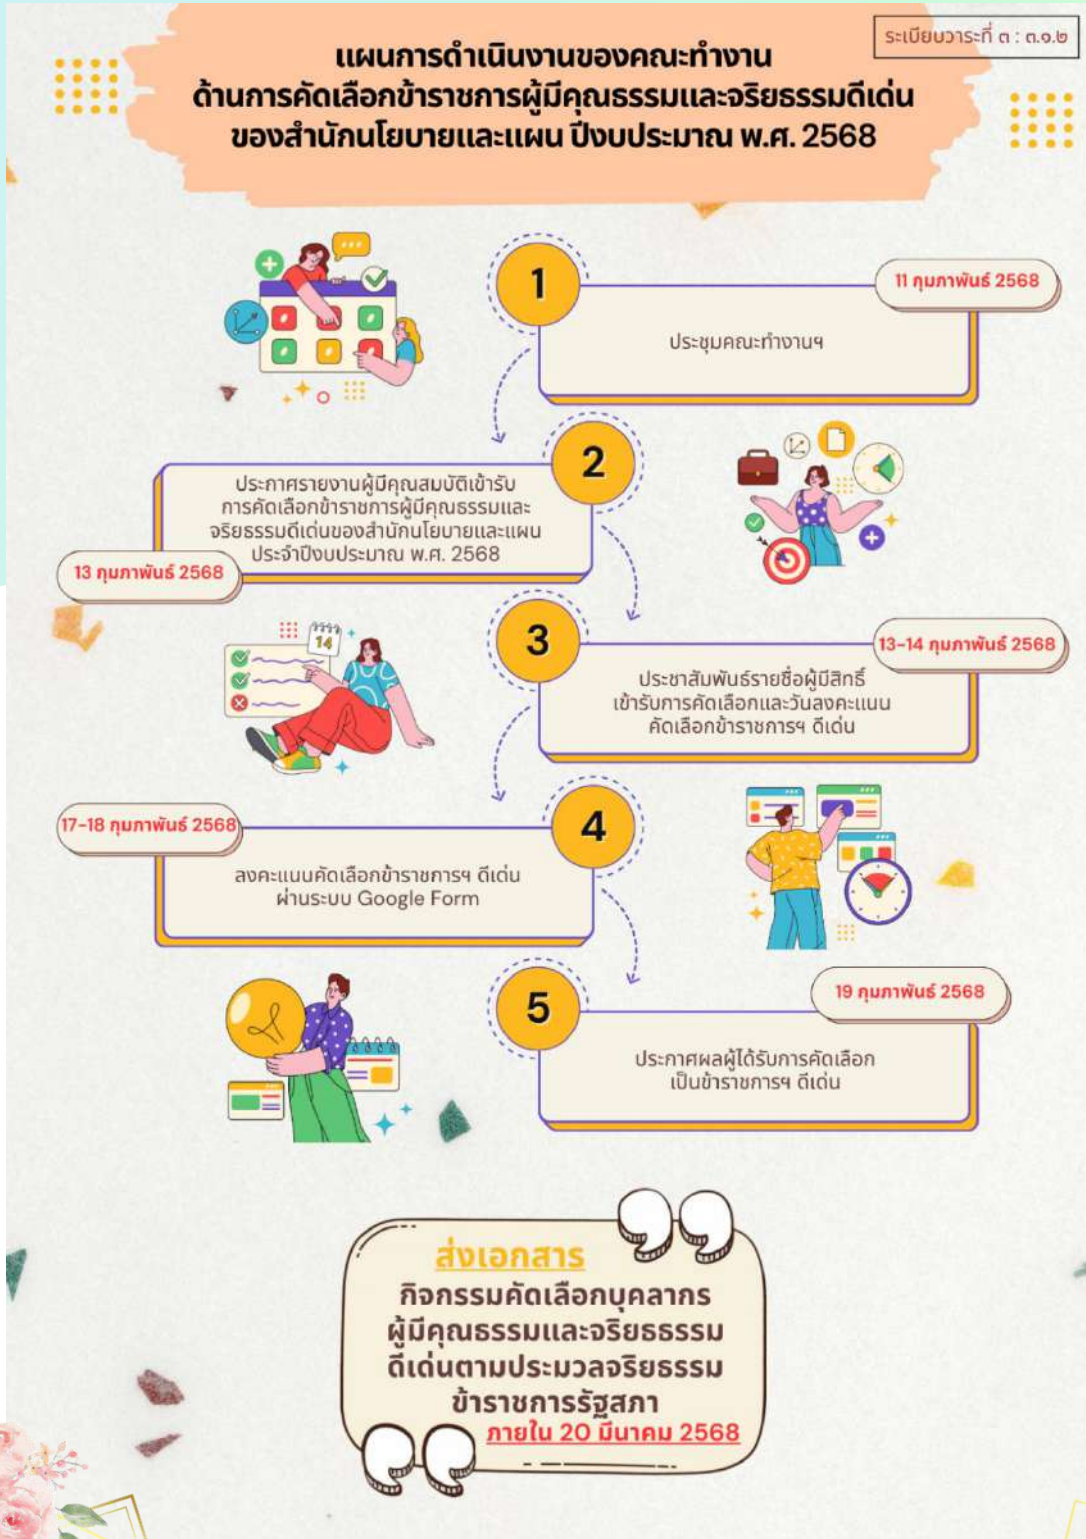 ระเบียบวาระที่ ๓ : ๓.๑.๒
แผนการดำเนินงานของคณะทำงาน
ด้านการคัดเลือกข้าราชการผู้มีคุณธรรมและจริยธรรมดีเด่น
ของสำนักนโยบายและแผน ปีงบประมาณ พ.ศ. 2568
1
11 กุมภาพันธ์ 2568
ประชุมคณะทำงานฯ
2
ประกาศรายงานผู้มีคุณสมบัติเข้ารับ
การคัดเลือกข้าราชการผู้มีคุณธรรมและ
จริยธรรมดีเด่นของสำนักนโยบายและแผน
ประจำปีงบประมาณ พ.ศ. 2568
13 กุมภาพันธ์ 2568
14
3
13-14 กุมภาพันธ์ 2568
ประชาสัมพันธ์รายชื่อผู้มีสิทธิ์
เข้ารับการคัดเลือกและวันลงคะแนน
คัดเลือกข้าราชการฯ ดีเด่น
17-18 กุมภาพันธ์ 2568
4
ลงคะแนนคัดเลือกข้าราชการฯ ดีเด่น
ผ่านระบบ Google Form
5
19 กุมภาพันธ์ 2568
ประกาศผลผู้ได้รับการคัดเลือก
เป็นข้าราชการฯ ดีเด่น
ส่งเอกสาร
กิจกรรมคัดเลือกบุคลากร
ผู้มีคุณธรรมและจริยธธรรม
ดีเด่นตามประมวลจริยธรรม
ข้าราชการรัฐสภา
ภายใน 20 มีนาคม 2568